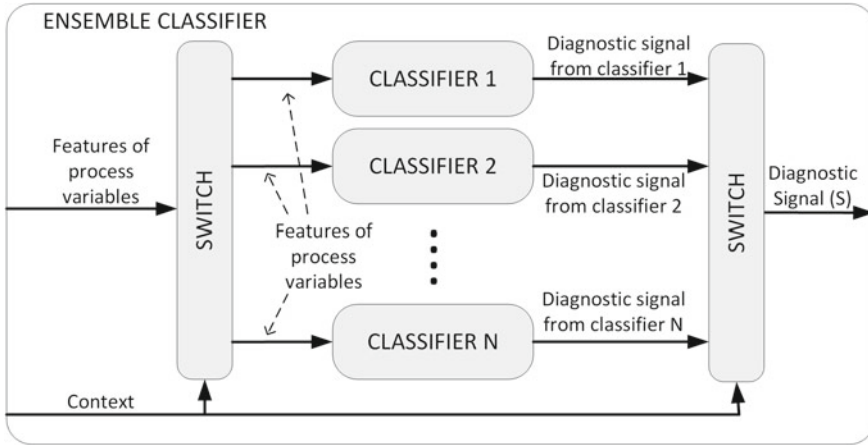 ENSEMBLE CLASSIFIER
Features of
process
variables
SWITCH
CLASSIFIER 1
Diagnostic signal
from classifier 1
CLASSIFIER 2
Diagnostic signal
from classifier 2
Features of
process
variables
CLASSIFIER N
Diagnostic signal
from classifier N
SWITCH
Diagnostic
Signal (S)
Context